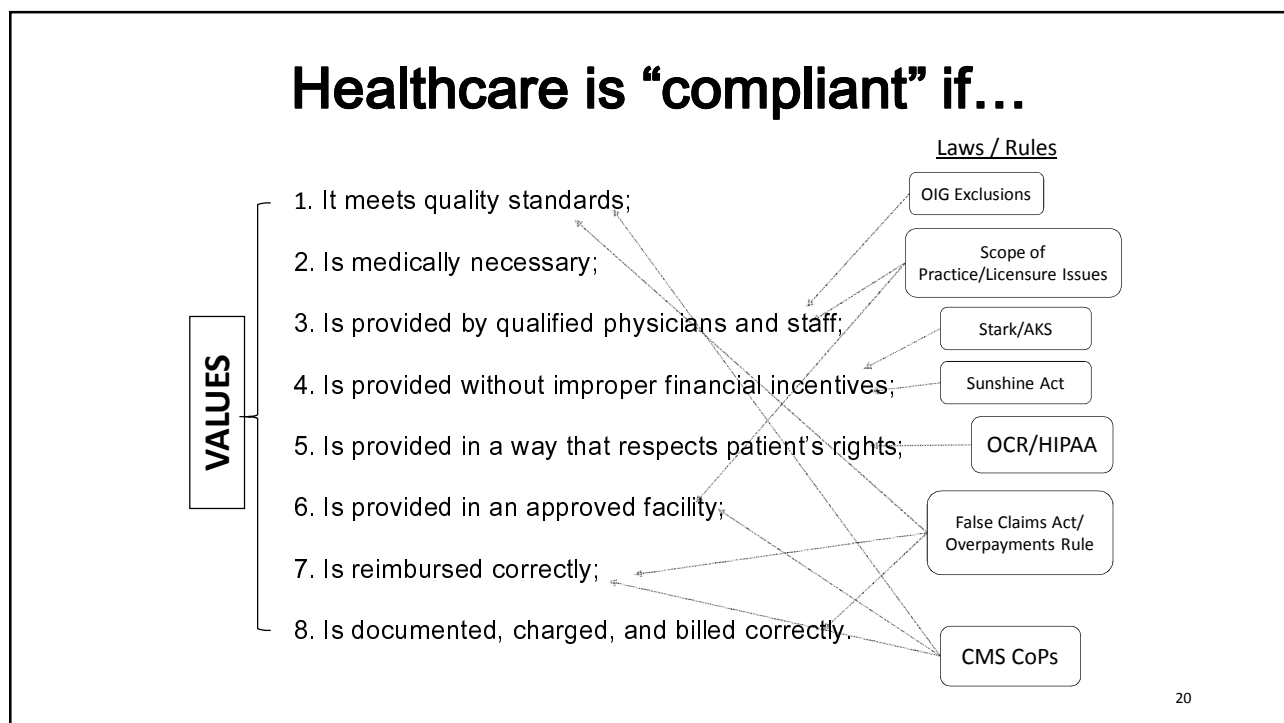 Healthcare is “compliant” if…
Laws / Rules
1. It meets quality standards;
2. Is medically necessary;
3. Is provided by qualified physicians and staff;
4. Is provided without improper financial incentives;
5. Is provided in a way that respects patient’s rights;
6. Is provided in an approved facility;
7. Is reimbursed correctly;
8. Is documented, charged, and billed correctly.
VALUES
OIG Exclusions
Scope of
Practice/Licensure Issues
Stark/AKS
Sunshine Act
OCR/HIPAA
False Claims Act/
Overpayments Rule
CMS CoPs
20